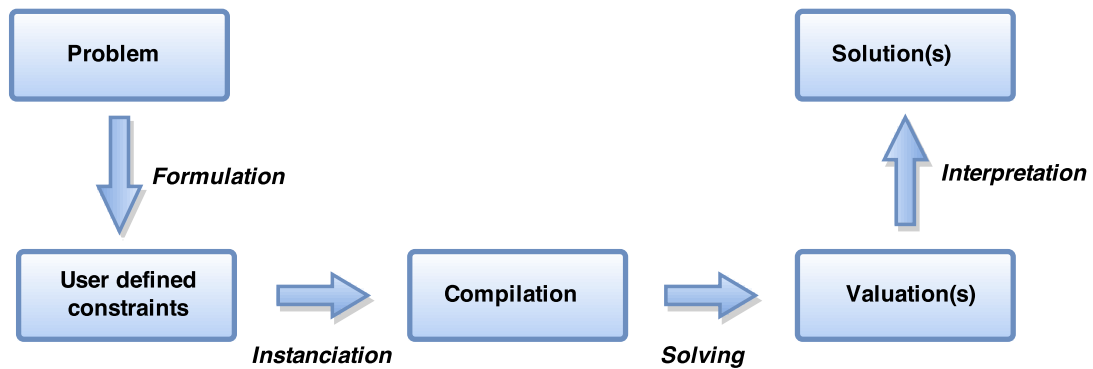 Problem
Solution(s)
Formulation
Interpretation
User defined
constraints
Compilation
Valuation(s)
Instanciation
Solving